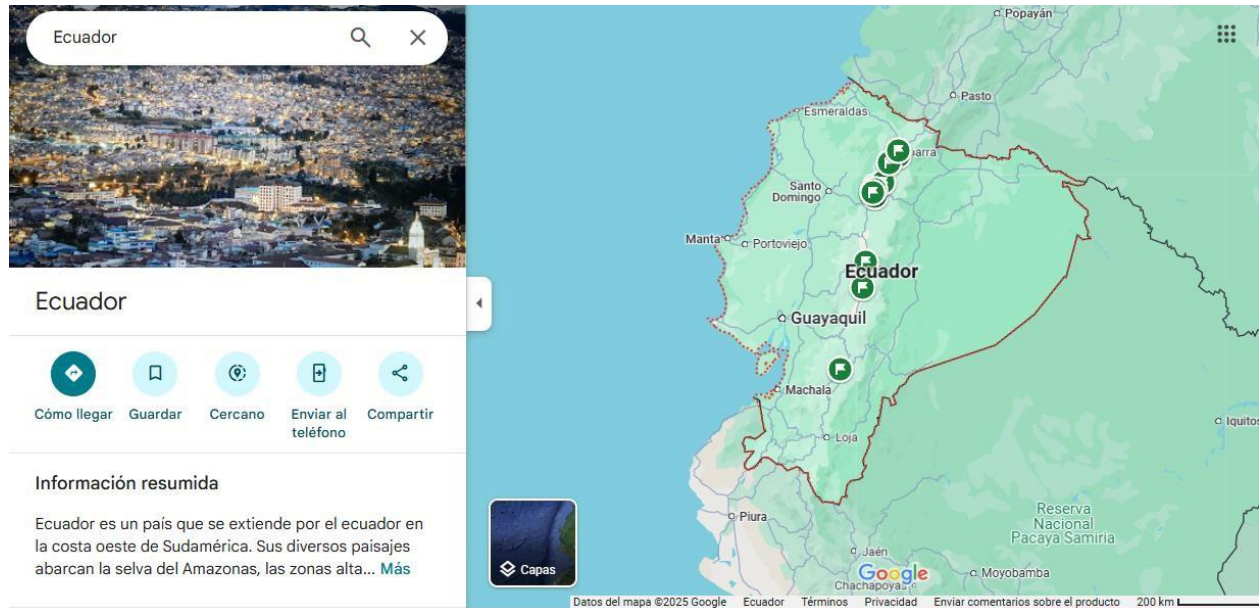 Ecuador
Ecuador
Cómo llegar
Guardar
Cercano
Enviar al
teléfono
Compartir
Información resumida
Ecuador es un país que se extiende por el ecuador en
la costa oeste de Sudamérica. Sus diversos paisajes
abarcan la selva del Amazonas, las zonas alta... Más
Capas
Popayán
Pasto
Esmeraldas
barra
Santo
Domingo
Manta
Portoviejo
Ecuador
Guayaquil
Machala
Loja
Iquitos
Piura
Reserva
Nacional
Pacaya Samiria
Jaén
Google
Moyobamba
Chachapoyas
Datos del mapa ©2025 Google Ecuador Términos Privacidad Enviar comentarios sobre el producto 200 km